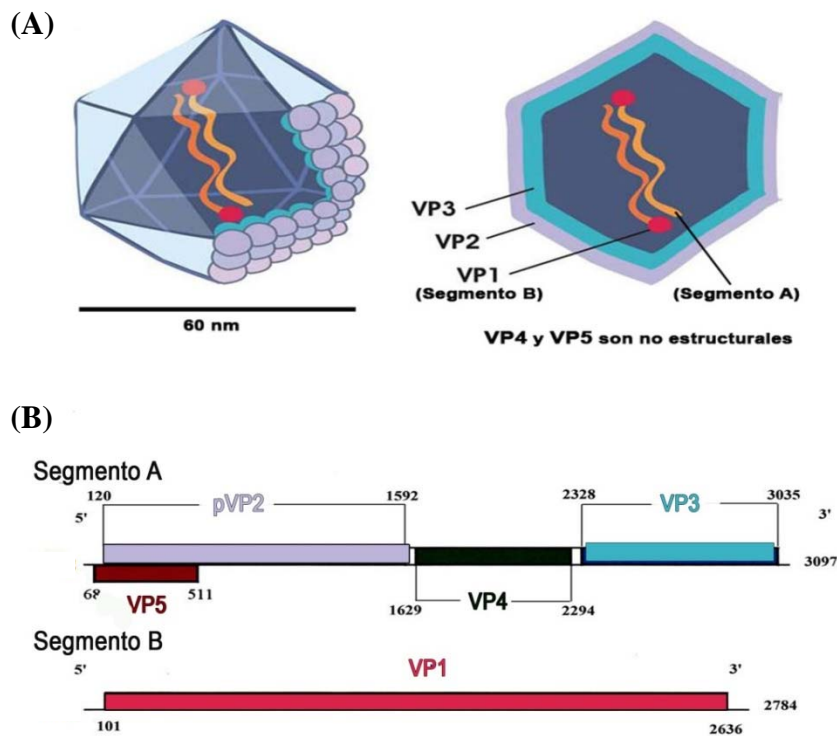 (A)
60 nm
VP3
VP2
VP1
(Segmento B)
(Segmento A)
VP4 y VP5 son no estructurales
(B)
Segmento A
120 pVP2 1592 2328 VP3 3035
5' 3'
3097
68 511 1629 VP4 2294
VP5
Segmento B
5' VP1 3'
2784
101 2636